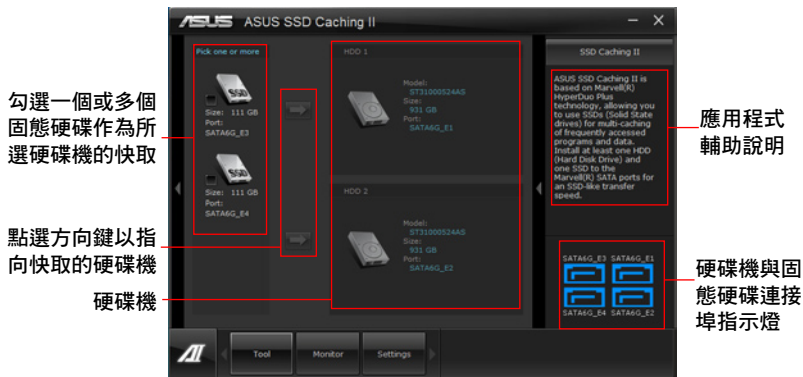 ASUS ASUS SSD Caching II
Pick one or more
Size: 111 GB
Port:
SATA6G_E3
Size: 111 GB
Port:
SATA6G_E4
HDD 1
Model:
ST31000524AS
Size:
931 GB
Port:
SATA6G_E1
HDD 2
Model:
ST31000524AS
Size:
931 GB
Port:
SATA6G_E2
SSD Caching II
ASUS SSD Caching II is
based on Marvell(R)
HyperDuo Plus
technology, allowing you
to use SSDs (Solid State
drives) for multi-caching
of frequently accessed
programs and data.
Install at least one HDD
(Hard Disk Drive) and
one SSD to the
Marvell(R) SATA ports for
an SSD-like transfer
speed.
SATA6G_E3 SATA6G_E1
SATA6G_E4 SATA6G_E2
Tool
Monitor
Settings
勾選一個或多個
固態硬碟作為所
選硬碟機的快取
點選方向鍵以指
向快取的硬碟機
硬碟機
應用程式
輔助說明
硬碟機與固
態硬碟連接
埠指示燈
SSD
SSD